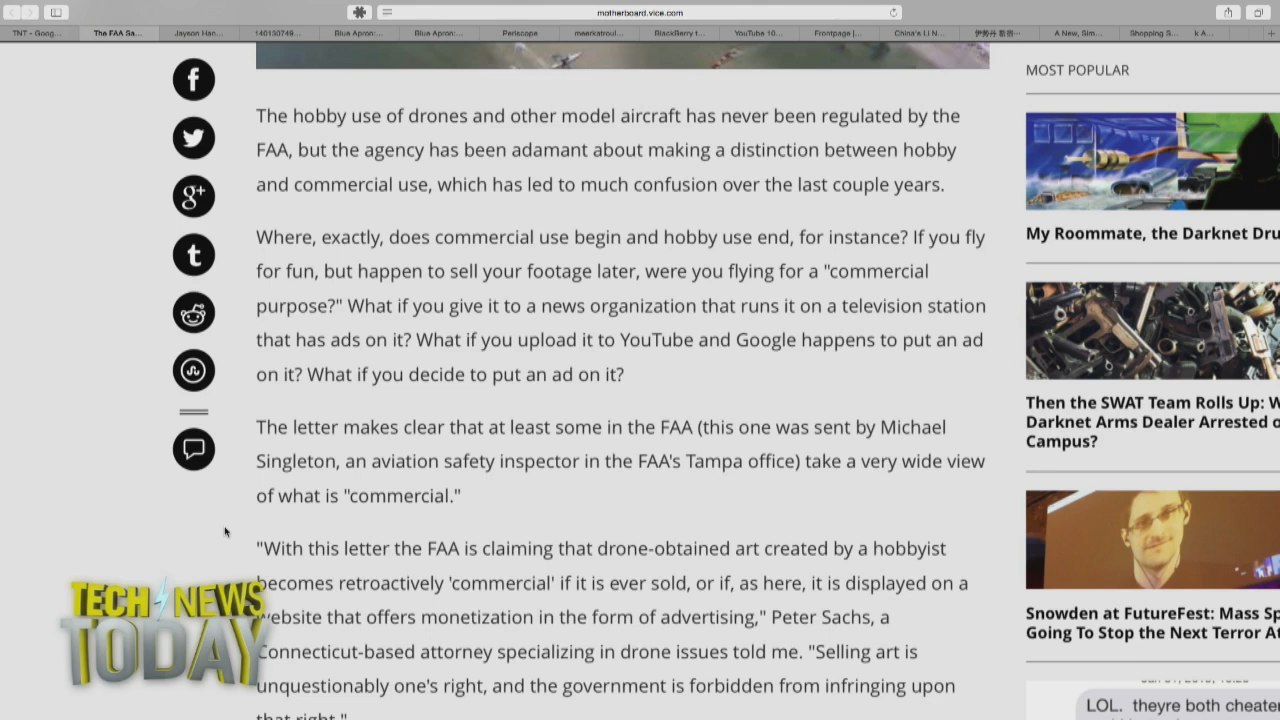 motherboard.vice.com
TNT - Goog...
The FAA Sa...
Jayson Han...
140130749...
Blue Apron:...
Blue Apron:...
Periscope
meerkatroul...
BlackBerry t...
YouTube 10...
Frontpage |...
China's Li N...
A New, Sim...
Shopping S...
k A...
The hobby use of drones and other model aircraft has never been regulated by the
FAA, but the agency has been adamant about making a distinction between hobby
and commercial use, which has led to much confusion over the last couple years.
Where, exactly, does commercial use begin and hobby use end, for instance? If you fly
for fun, but happen to sell your footage later, were you flying for a "commercial
purpose?" What if you give it to a news organization that runs it on a television station
that has ads on it? What if you upload it to YouTube and Google happens to put an ad
on it? What if you decide to put an ad on it?
The letter makes clear that at least some in the FAA (this one was sent by Michael
Singleton, an aviation safety inspector in the FAA's Tampa office) take a very wide view
of what is "commercial."
"With this letter the FAA is claiming that drone-obtained art created by a hobbyist
becomes retroactively 'commercial' if it is ever sold, or if, as here, it is displayed on a
website that offers monetization in the form of advertising," Peter Sachs, a
Connecticut-based attorney specializing in drone issues told me. "Selling art is
unquestionably one's right, and the government is forbidden from infringing upon
that right."
MOST POPULAR
My Roommate, the Darknet Dru
Then the SWAT Team Rolls Up: W
Darknet Arms Dealer Arrested o
Campus?
Snowden at FutureFest: Mass Sp
Going To Stop the Next Terror At
LOL. theyre both cheater
TECH NEWS
TODAY